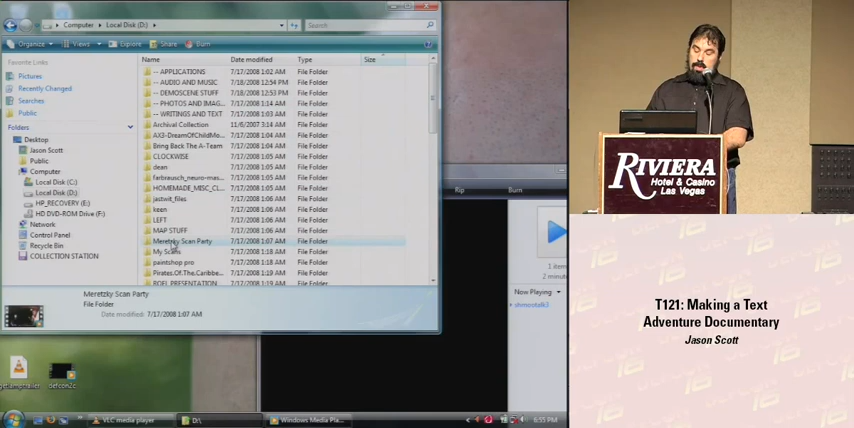 Computer ▸ Local Disk (D:) ▸
Search
Organize
Views
Explore
Share
Burn
Favorite Links
Pictures
Recently Changed
Searches
Public
Folders
Desktop
Jason Scott
Public
Computer
Local Disk (C:)
Local Disk (D:)
HP_RECOVERY (E:)
HD DVD-ROM Drive (F:)
Network
Control Panel
Recycle Bin
COLLECTION STATION
Name Date modified Type Size
-- APPLICATIONS 7/17/2008 1:02 AM File Folder
-- AUDIO AND MUSIC 7/18/2008 12:54 PM File Folder
-- DEMOSCENE STUFF 7/18/2008 12:53 PM File Folder
-- PHOTOS AND IMAG... 7/17/2008 1:14 AM File Folder
-- WRITINGS AND TEXT 7/17/2008 1:03 AM File Folder
Archival Collection 11/6/2007 3:14 AM File Folder
AX3-DreamOfChildMo... 7/17/2008 1:04 AM File Folder
Bring Back The A-Team 7/17/2008 1:04 AM File Folder
CLOCKWISE 7/17/2008 1:05 AM File Folder
dean 7/17/2008 1:05 AM File Folder
farbrausch_neuro-mas... 7/17/2008 1:05 AM File Folder
HOMEMADE_MISC_CL... 7/17/2008 1:05 AM File Folder
7/17/2008 1:06 AM File Folder
keen 7/17/2008 1:06 AM File Folder
LEFT 7/17/2008 1:06 AM File Folder
MAP STUFF 7/17/2008 1:06 AM File Folder
Meretzky Scan Party 7/17/2008 1:07 AM File Folder
My Scans 7/17/2008 1:18 AM File Folder
paintshop pro 7/17/2008 1:18 AM File Folder
Pirates.Of.The.Caribbe... 7/17/2008 1:19 AM File Folder
7/17/2008 1:19 AM File Folder
Meretzky Scan Party
File Folder
Date modified: 7/17/2008 1:07 AM
Rip Burn
Now Playing
VLC media player
D:\
Windows Media Pla...
6:55 PM
RIVIERA
Hotel & Casino
Las Vegas
T121: Making a Text
Adventure Documentary
Jason Scott